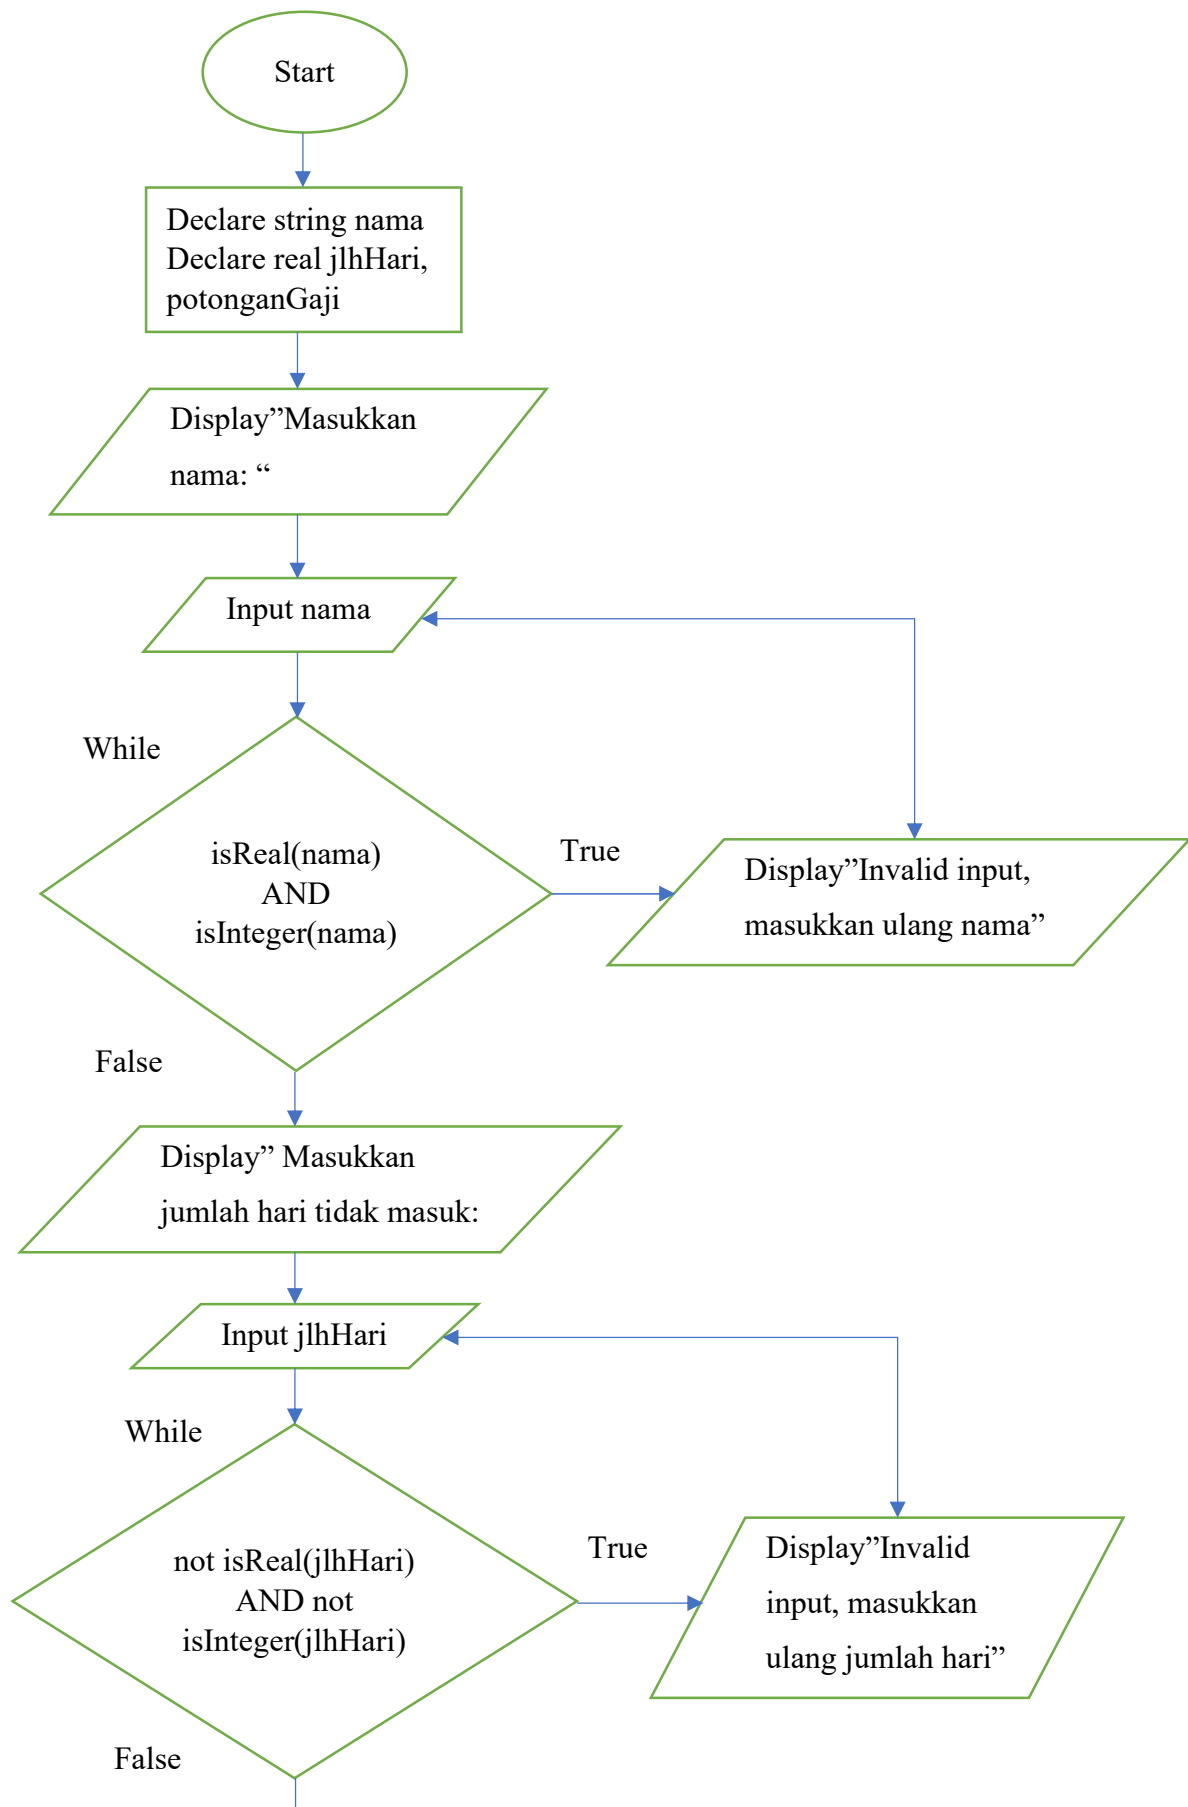 Start
Declare string nama
Declare real jlhHari,
potonganGaji
Display”Masukkan
nama: “
Input nama
While
isReal(nama)
AND
isInteger(nama)
True
Display”Invalid input,
masukkan ulang nama”
False
Display” Masukkan
jumlah hari tidak masuk:
Input jlhHari
While
not isReal(jlhHari)
AND not
isInteger(jlhHari)
True
Display”Invalid
input, masukkan
ulang jumlah hari”
False